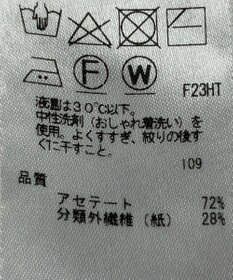 F
W
F23HT
液温は30℃以下。
中性洗剤（おしゃれ着洗い）を
使用。よくすすぎ、絞りの後す
ぐに干すこと。
109
品質
アセテート 72%
分類外繊維（紙） 28%